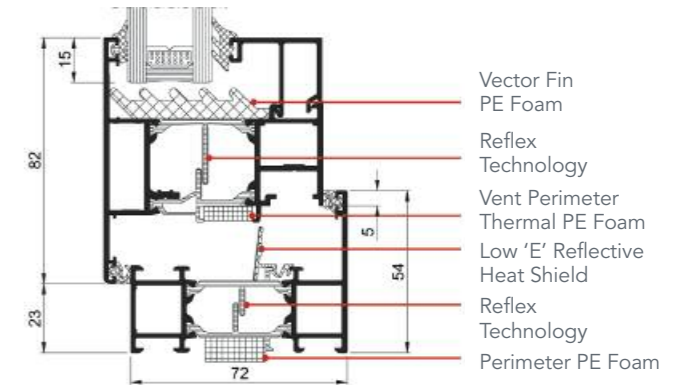 Vector Fin
PE Foam
Reflex
Technology
Vent Perimeter
Thermal PE Foam
Low ‘E’ Reflective
Heat Shield
Reflex
Technology
Perimeter PE Foam
15
82
5
54
23
72